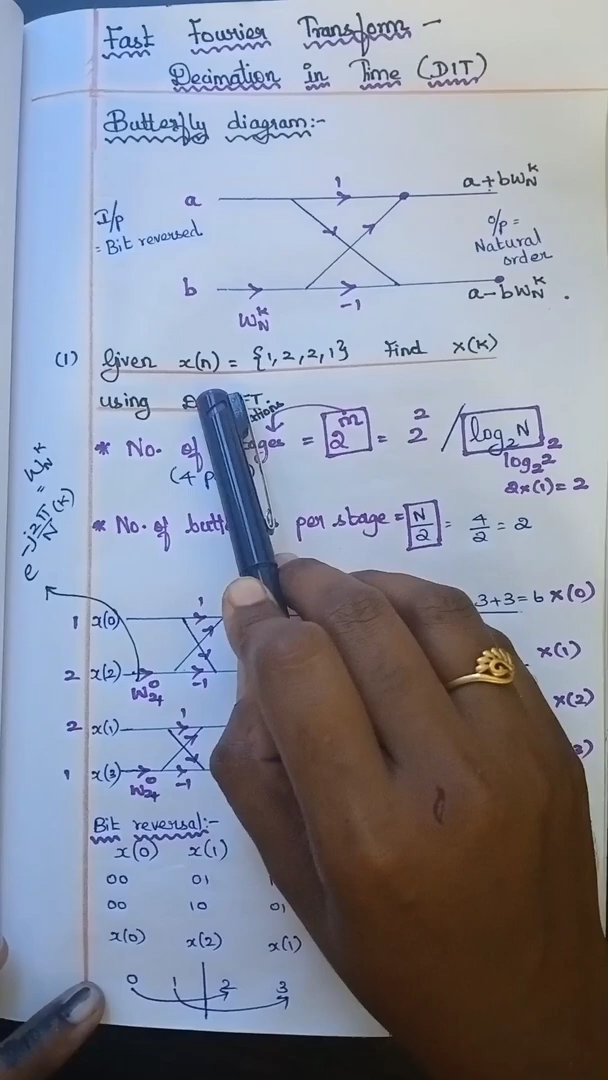 Fast Fourier Transform -
Decimation in Time (DIT)
Butterfly diagram:-
a 1 a+bW_N^k
I/p = Bit reversed
o/p = Natural order
b W_N^k -1 a-bW_N^k .
(1) Given x(n) = {1,2,2,1} Find X(K)
using
* No. of = 2^m = 2^2 / log_2 N
log_2 2^2
(4 2x(1)=2
* No. of per stage = N/2 = 4/2 = 2
e^-j2π/N (k) = W_N^k
1 x(0) 1 3+3=6 X(0)
2 x(2) W_4^0 -1 X(1)
2 x(1) 1 X(2)
1 x(3) W_4^0 -1
Bit reversal:-
x(0) x(1)
00 01
00 10 01
x(0) x(2) x(1)
0 1 2 3